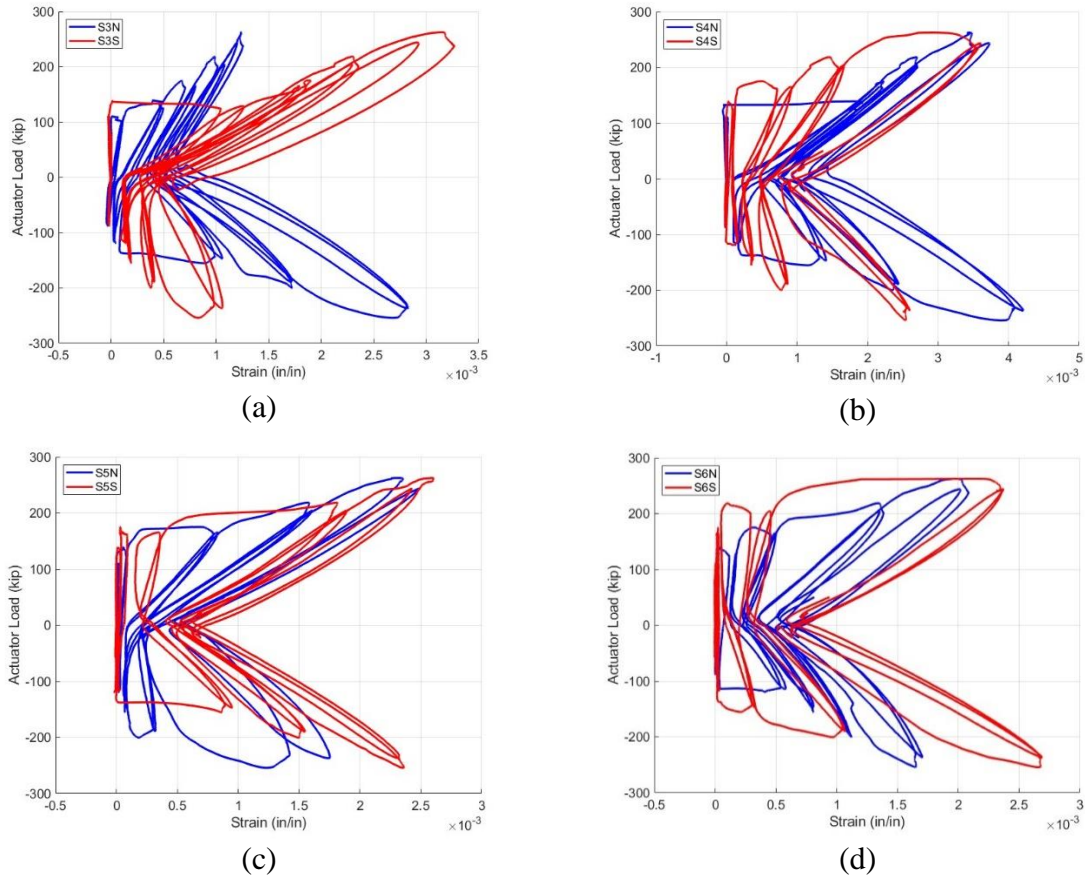 300
S3N
S3S
200
100
0
-100
-200
-300
Actuator Load (kip)
-0.5 0 0.5 1 1.5 2 2.5 3 3.5
Strain (in/in)
×10⁻³
(a)
300
S4N
S4S
200
100
0
-100
-200
-300
Actuator Load (kip)
-1 0 1 2 3 4 5
Strain (in/in)
×10⁻³
(b)
300
S5N
S5S
200
100
0
-100
-200
-300
Actuator Load (kip)
-0.5 0 0.5 1 1.5 2 2.5 3
Strain (in/in)
×10⁻³
(c)
300
S6N
S6S
200
100
0
-100
-200
-300
Actuator Load (kip)
-0.5 0 0.5 1 1.5 2 2.5 3
Strain (in/in)
×10⁻³
(d)